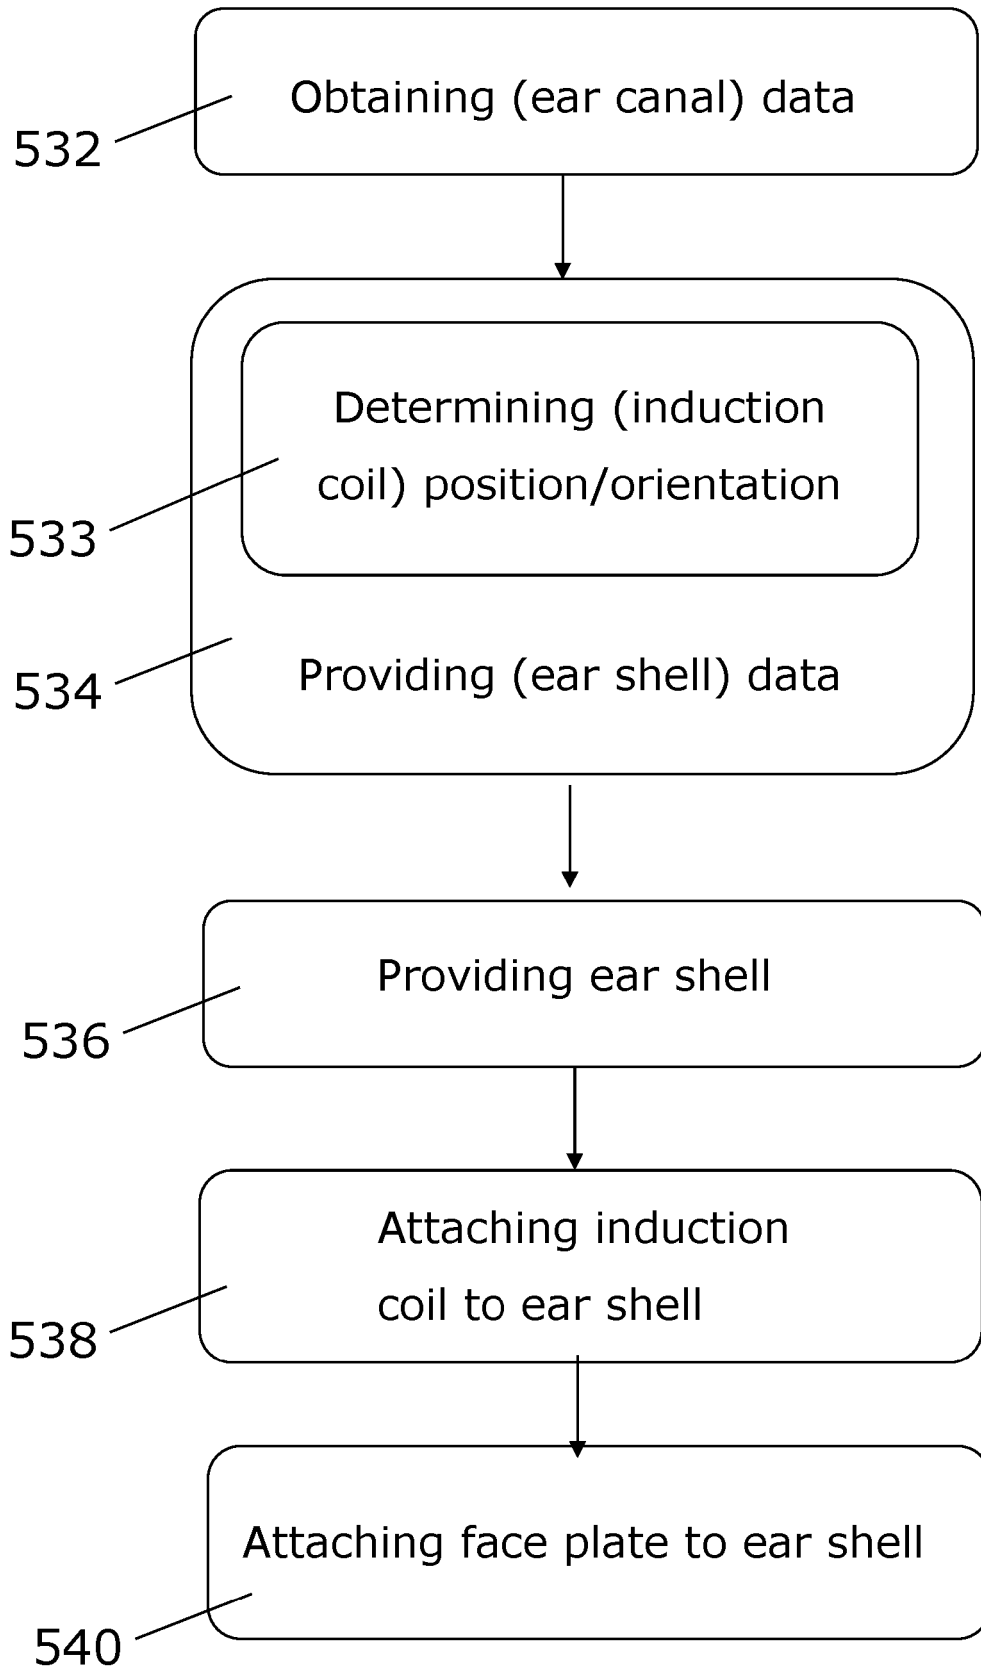 Obtaining (ear canal) data
532
Determining (induction
coil) position/orientation
533
Providing (ear shell) data
534
Providing ear shell
536
Attaching induction
coil to ear shell
538
Attaching face plate to ear shell
540